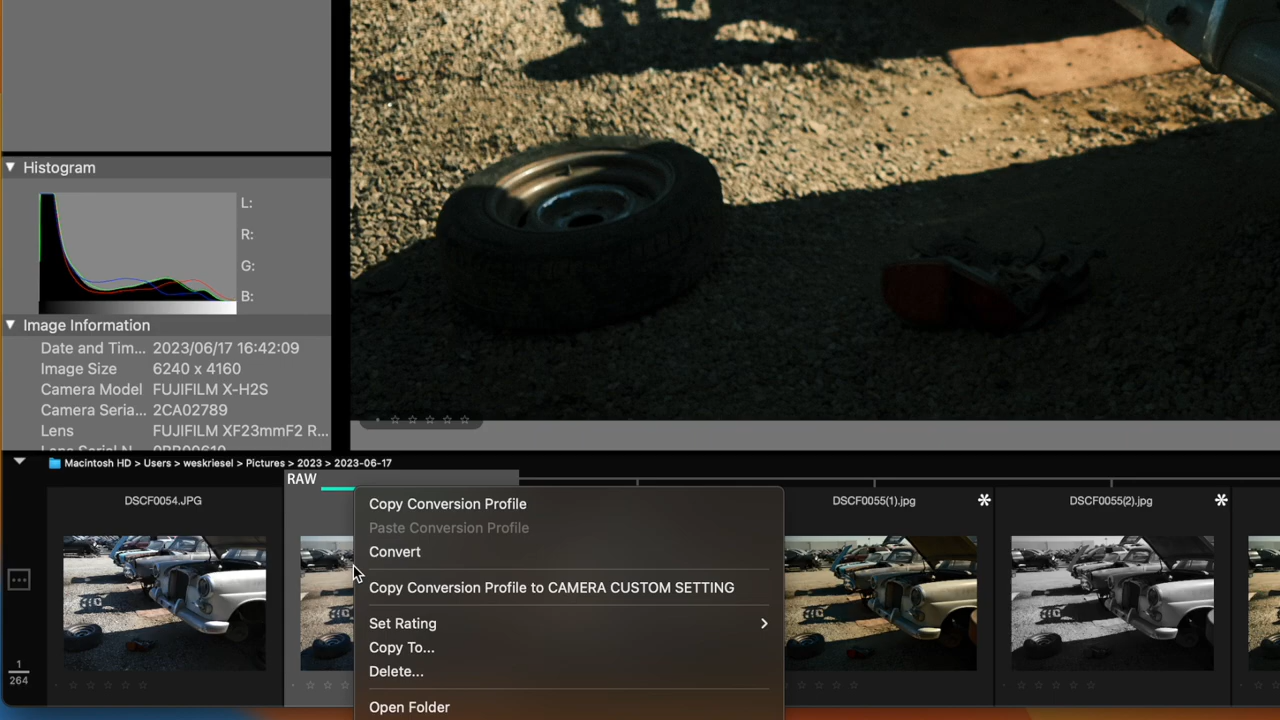 Histogram
L:
R:
G:
B:
Image Information
Date and Tim... 2023/06/17 16:42:09
Image Size 6240 x 4160
Camera Model FUJIFILM X-H2S
Camera Seria... 2CA02789
Lens FUJIFILM XF23mmF2 R...
Macintosh HD > Users > weskriesel > Pictures > 2023 > 2023-06-17
RAW
DSCF0054.JPG
DSCF0055(1).jpg
DSCF0055(2).jpg
Copy Conversion Profile
Paste Conversion Profile
Convert
Copy Conversion Profile to CAMERA CUSTOM SETTING
Set Rating
Copy To...
Delete...
Open Folder
1
264